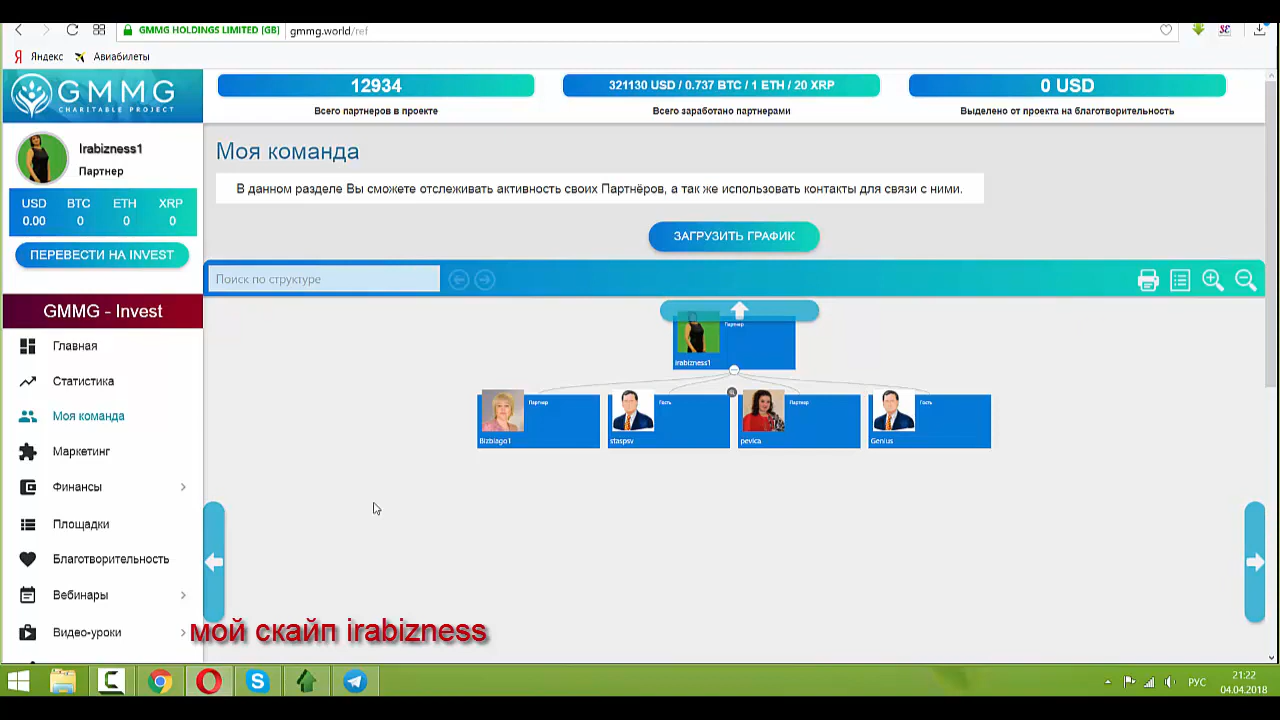 GMMG HOLDINGS LIMITED (GB) gmmg.world/ref
Яндекс Авиабилеты
GMMG
CHARITABLE PROJECT
12934
321130 USD / 0.737 BTC / 1 ETH / 20 XRP
0 USD
Всего партнеров в проекте
Всего заработано партнерами
Выделено от проекта на благотворизность
Irabizness1
Партнер
USD BTC ETH XRP
0.00 0 0 0
ПЕРЕВЕСТИ НА INVEST
Моя команда
В данном разделе Вы сможете отслеживать активность своих Партнёров, а так же использовать контакты для связи с ними.
ЗАГРУЗИТЬ ГРАФИК
Поиск по структуре
GMMG - Invest
Главная
Статистика
Моя команда
Маркетинг
Финансы
Площадки
Благотворительность
Вебинары
Видео-уроки
Партнер
irabizness1
Партнер
Bizblago1
Гость
staspsv
Партнер
pevica
Гость
Genius
мой скайп irabizness
РУС
21:22
04.04.2018